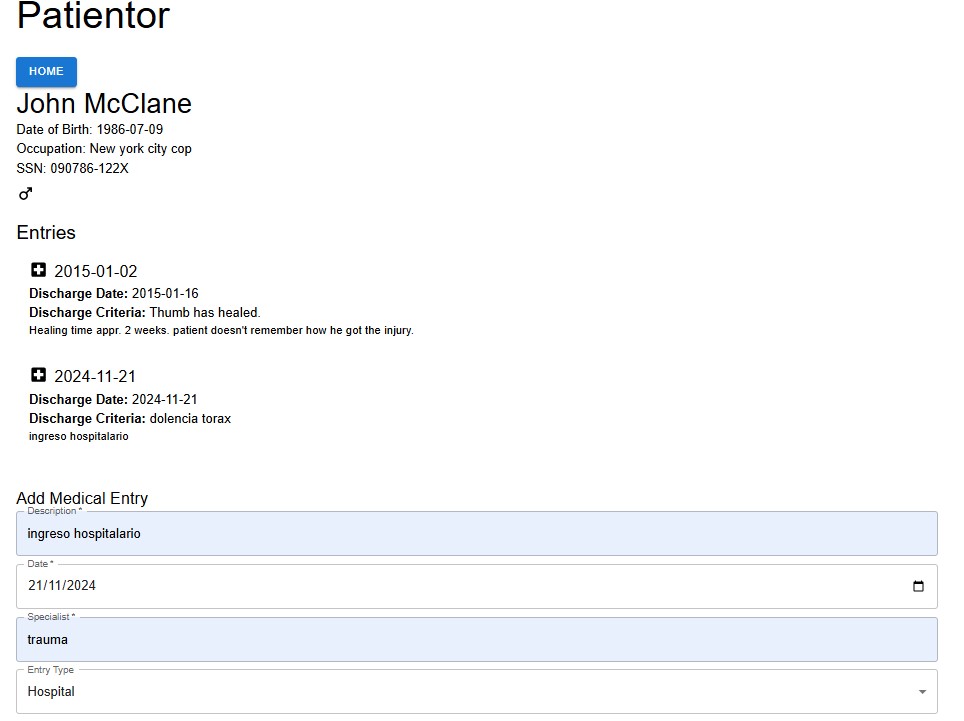 Patientor
HOME
John McClane
Date of Birth: 1986-07-09
Occupation: New york city cop
SSN: 090786-122X
Entries
2015-01-02
Discharge Date: 2015-01-16
Discharge Criteria: Thumb has healed.
Healing time appr. 2 weeks. patient doesn't remember how he got the injury.
2024-11-21
Discharge Date: 2024-11-21
Discharge Criteria: dolencia torax
ingreso hospitalario
Add Medical Entry
Description *
ingreso hospitalario
Date *
21/11/2024
Specialist *
trauma
Entry Type
Hospital